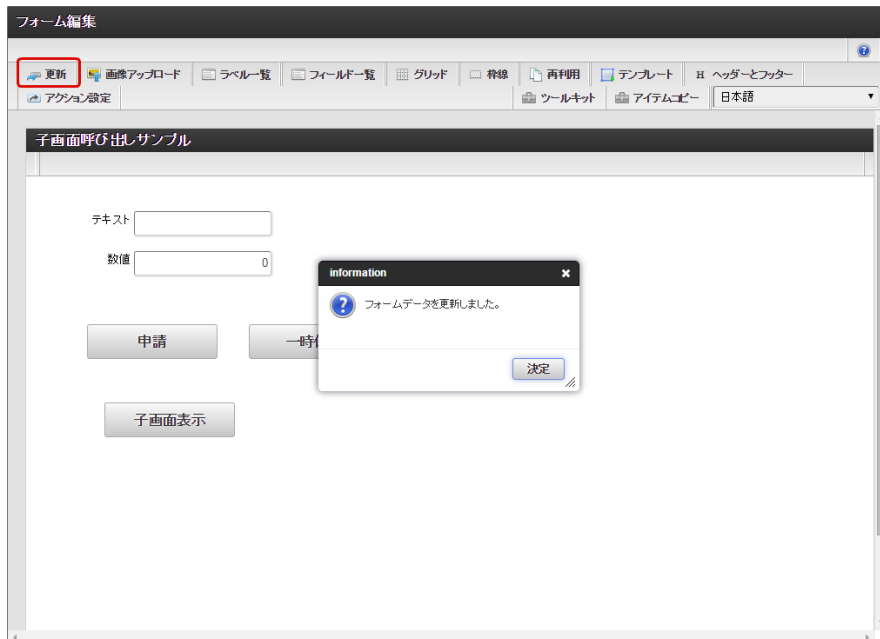 フォーム編集
更新 画像アップロード ラベル一覧 フィールド一覧 グリッド 枠線 再利用 テンプレート H ヘッダーとフッター
アクション設定 ツールキット アイテムコピー 日本語
子画面呼び出しサンプル
テキスト
数値 0
information
フォームデータを更新しました。
申請 一時
決定
子画面表示